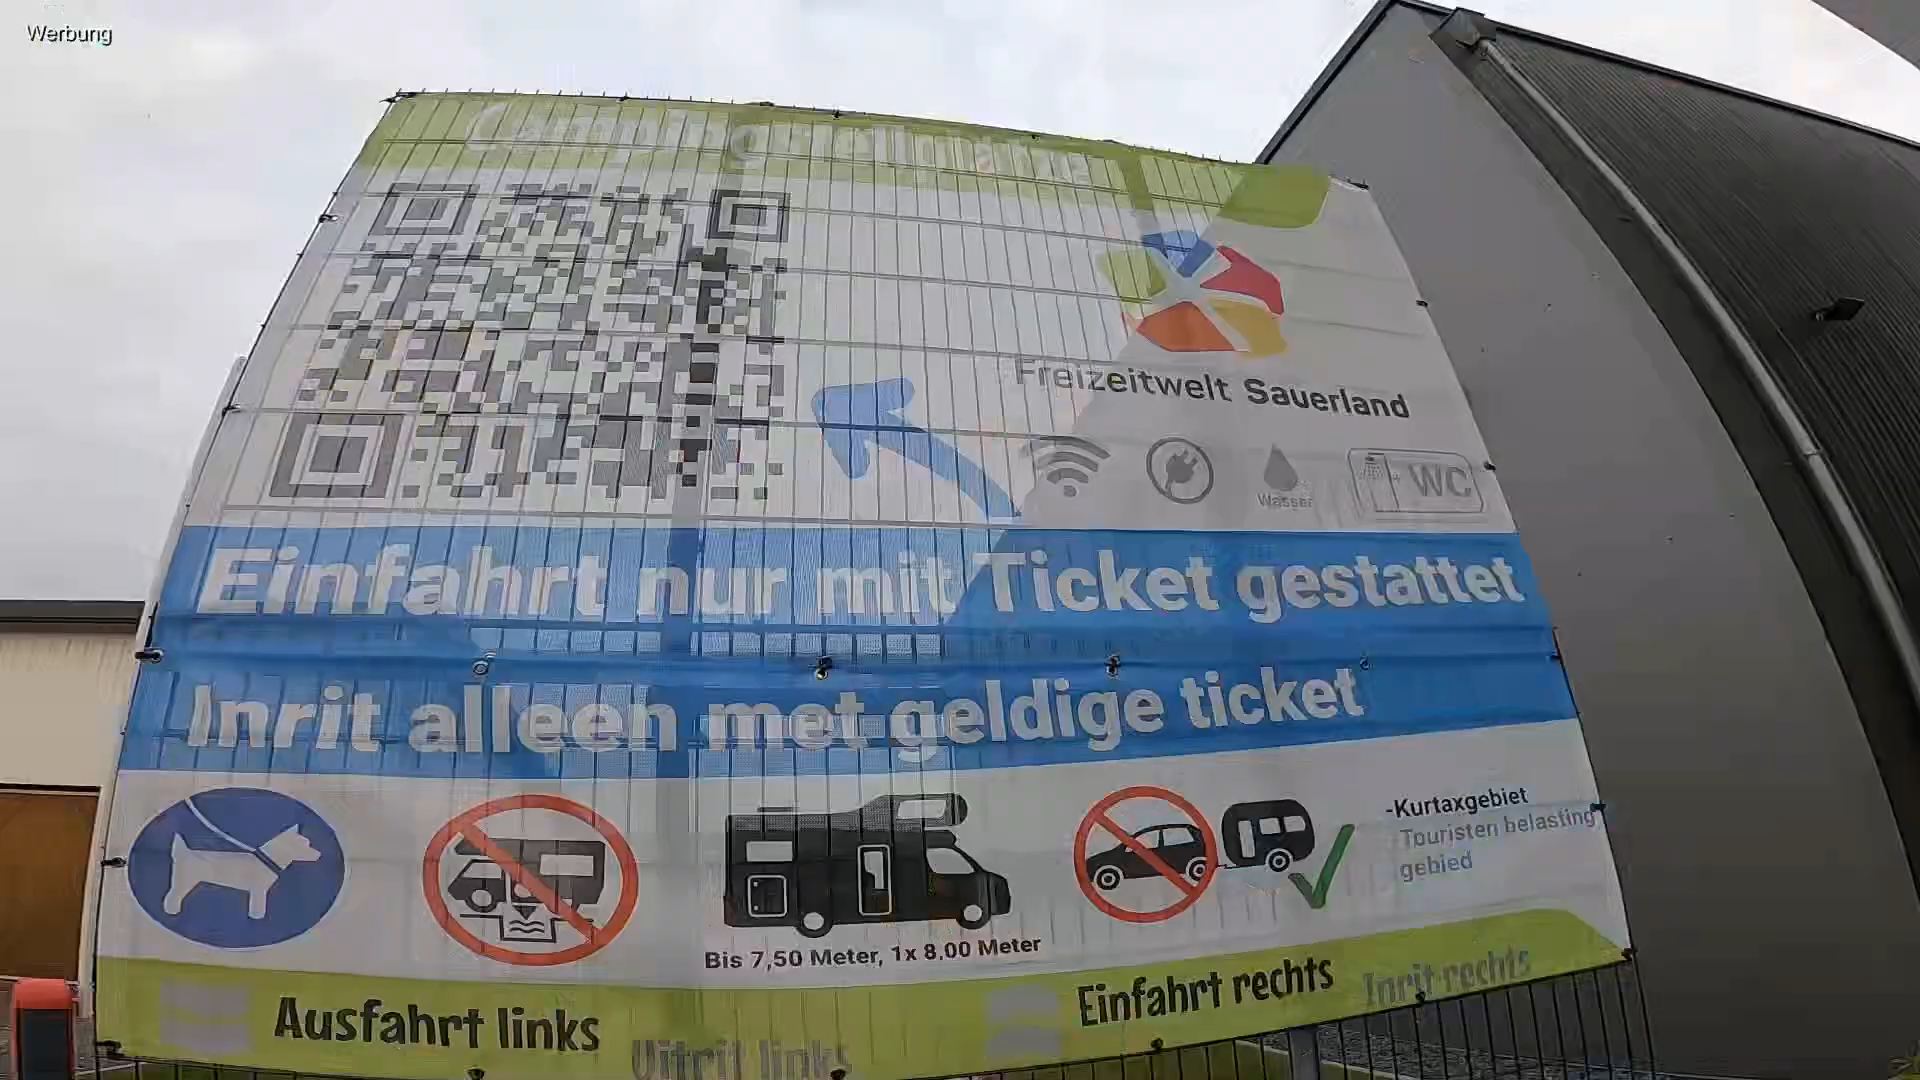 Werbung
Campingstellplätze
Freizeitwelt Sauerland
Wasser
WC
Einfahrt nur mit Ticket gestattet
Inrit alleen met geldige ticket
-Kurtaxgebiet
Touristen belasting
gebied
Bis 7,50 Meter, 1x 8,00 Meter
Ausfahrt links
Uitrit links
Einfahrt rechts
Inrit rechts